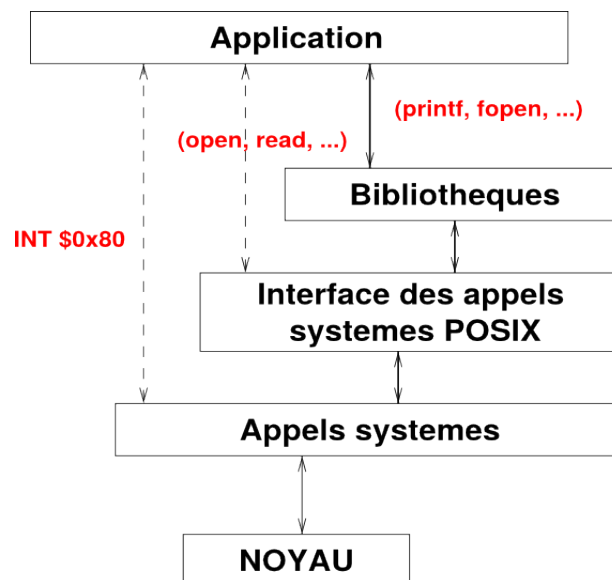 Application
(printf, fopen, ...)
(open, read, ...)
Bibliotheques
INT $0x80
Interface des appels
systemes POSIX
Appels systemes
NOYAU